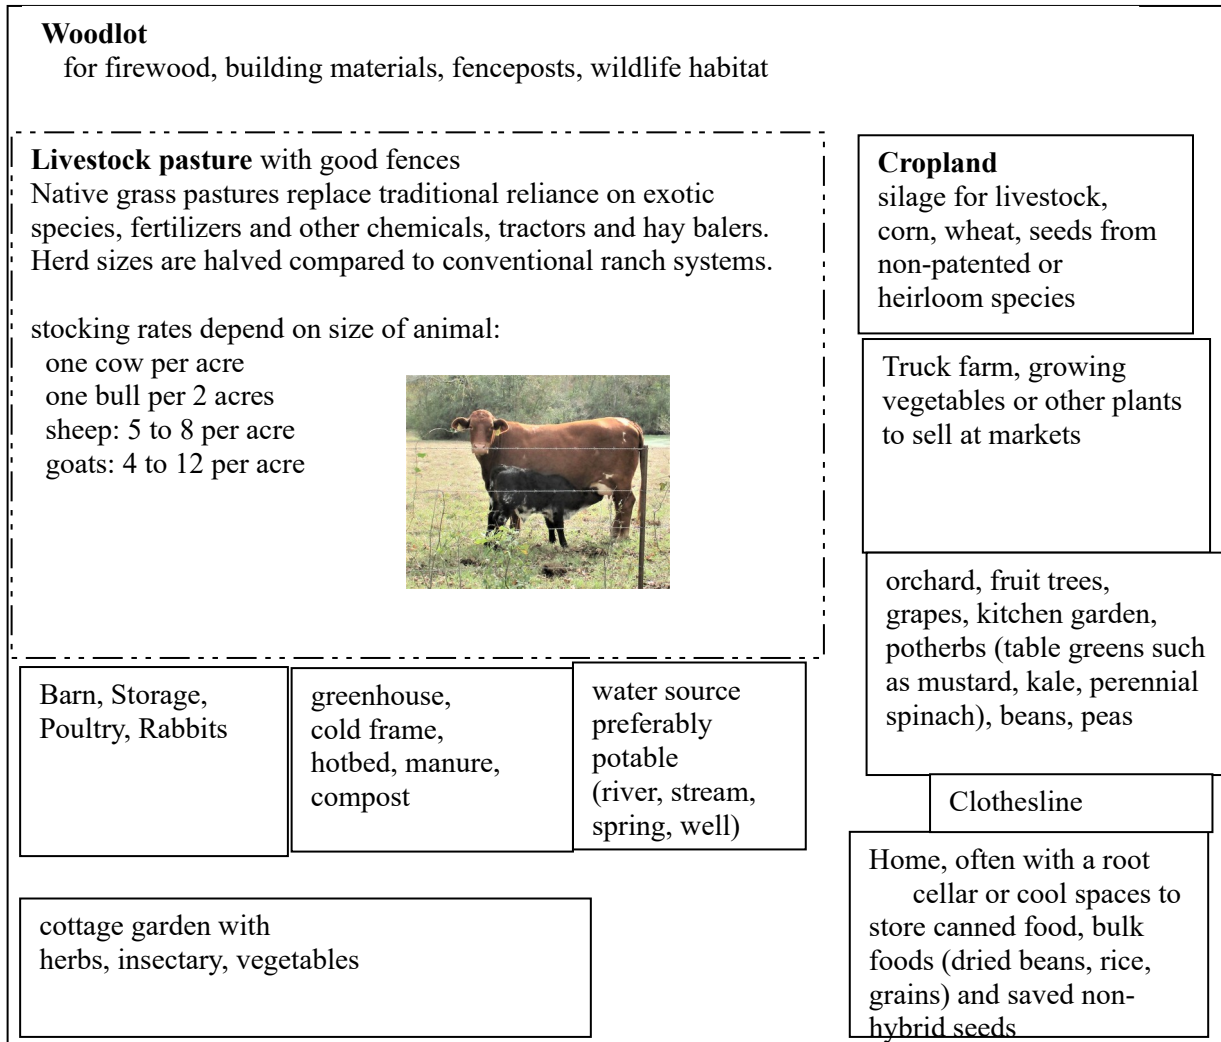 Woodlot
for firewood, building materials, fenceposts, wildlife habitat
Livestock pasture with good fences
Native grass pastures replace traditional reliance on exotic
species, fertilizers and other chemicals, tractors and hay balers.
Herd sizes are halved compared to conventional ranch systems.
stocking rates depend on size of animal:
one cow per acre
one bull per 2 acres
sheep: 5 to 8 per acre
goats: 4 to 12 per acre
Cropland
silage for livestock,
corn, wheat, seeds from
non-patented or
heirloom species
Truck farm, growing
vegetables or other plants
to sell at markets
orchard, fruit trees,
grapes, kitchen garden,
potherbs (table greens such
as mustard, kale, perennial
spinach), beans, peas
Barn, Storage,
Poultry, Rabbits
greenhouse,
cold frame,
hotbed, manure,
compost
water source
preferably
potable
(river, stream,
spring, well)
Clothesline
Home, often with a root
cellar or cool spaces to
store canned food, bulk
foods (dried beans, rice,
grains) and saved non-
hybrid seeds
cottage garden with
herbs, insectary, vegetables